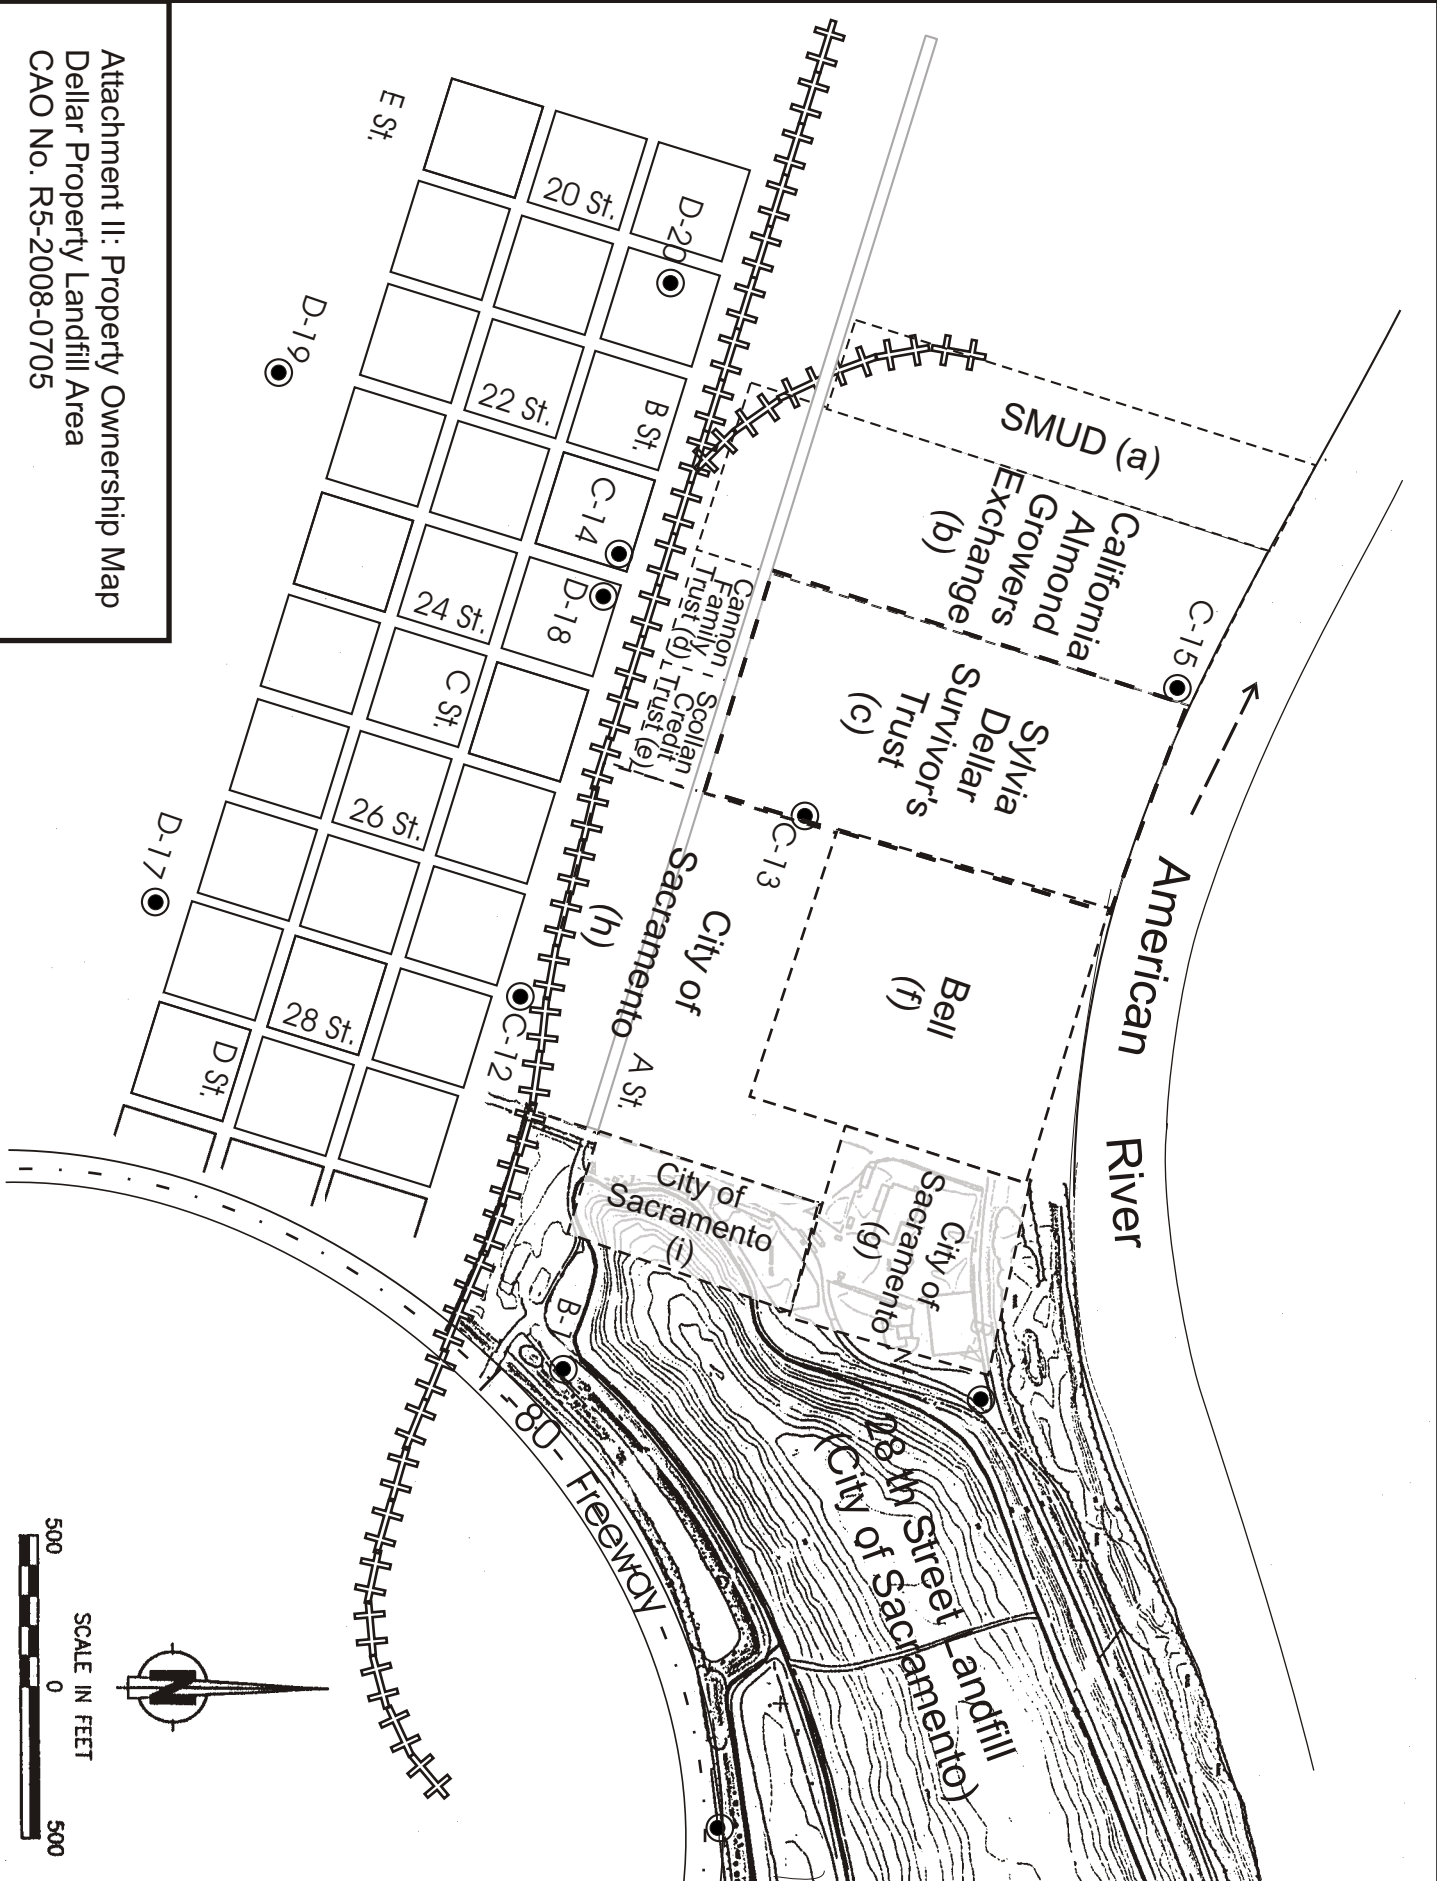 Attachment II: Property Ownership Map
Dellar Property Landfill Area
CAO No. R5-2008-0705
American River
C-15
SMUD (a)
California
Almond
Growers
Exchange
(b)
Sylvia
Dellar
Survivor's
Trust
(c)
Bell
(f)
City of
Sacramento
(g)
28 th Street Landfill
(City of Sacramento)
C-13
Cannon
Family
Trust (d)
Scollan
Credit
Trust (e)
City of
Sacramento
(h)
A St.
City of
Sacramento
(i)
B-
- 80 - Freeway -
D-20
B St.
C-14
D-18
C-12
20 St.
22 St.
24 St.
C St.
26 St.
28 St.
D St.
E St.
D-19
D-17
N
SCALE IN FEET
500
0
500